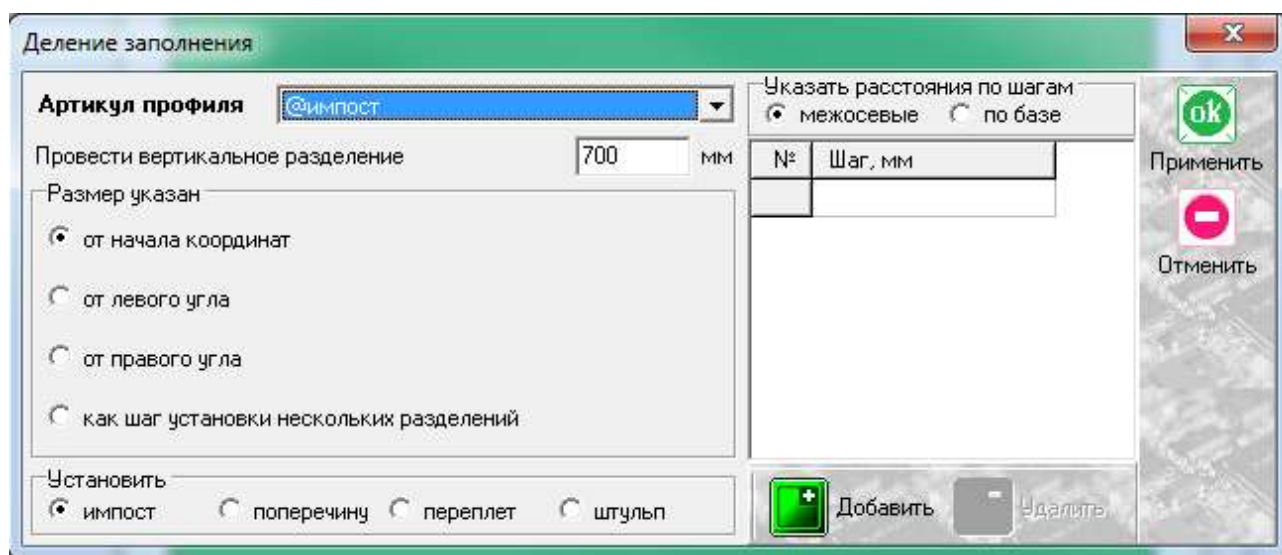 Деление заполнения
Артикул профиля @импост
Провести вертикальное разделение 700 мм
Размер указан
от начала координат
от левого угла
от правого угла
как шаг установки нескольких разделений
Установить
импост поперечину переплет штульп
Указать расстояния по шагам
межосевые по базе
№ Шаг, мм
Добавить Удалить
ok
Применить
Отменить